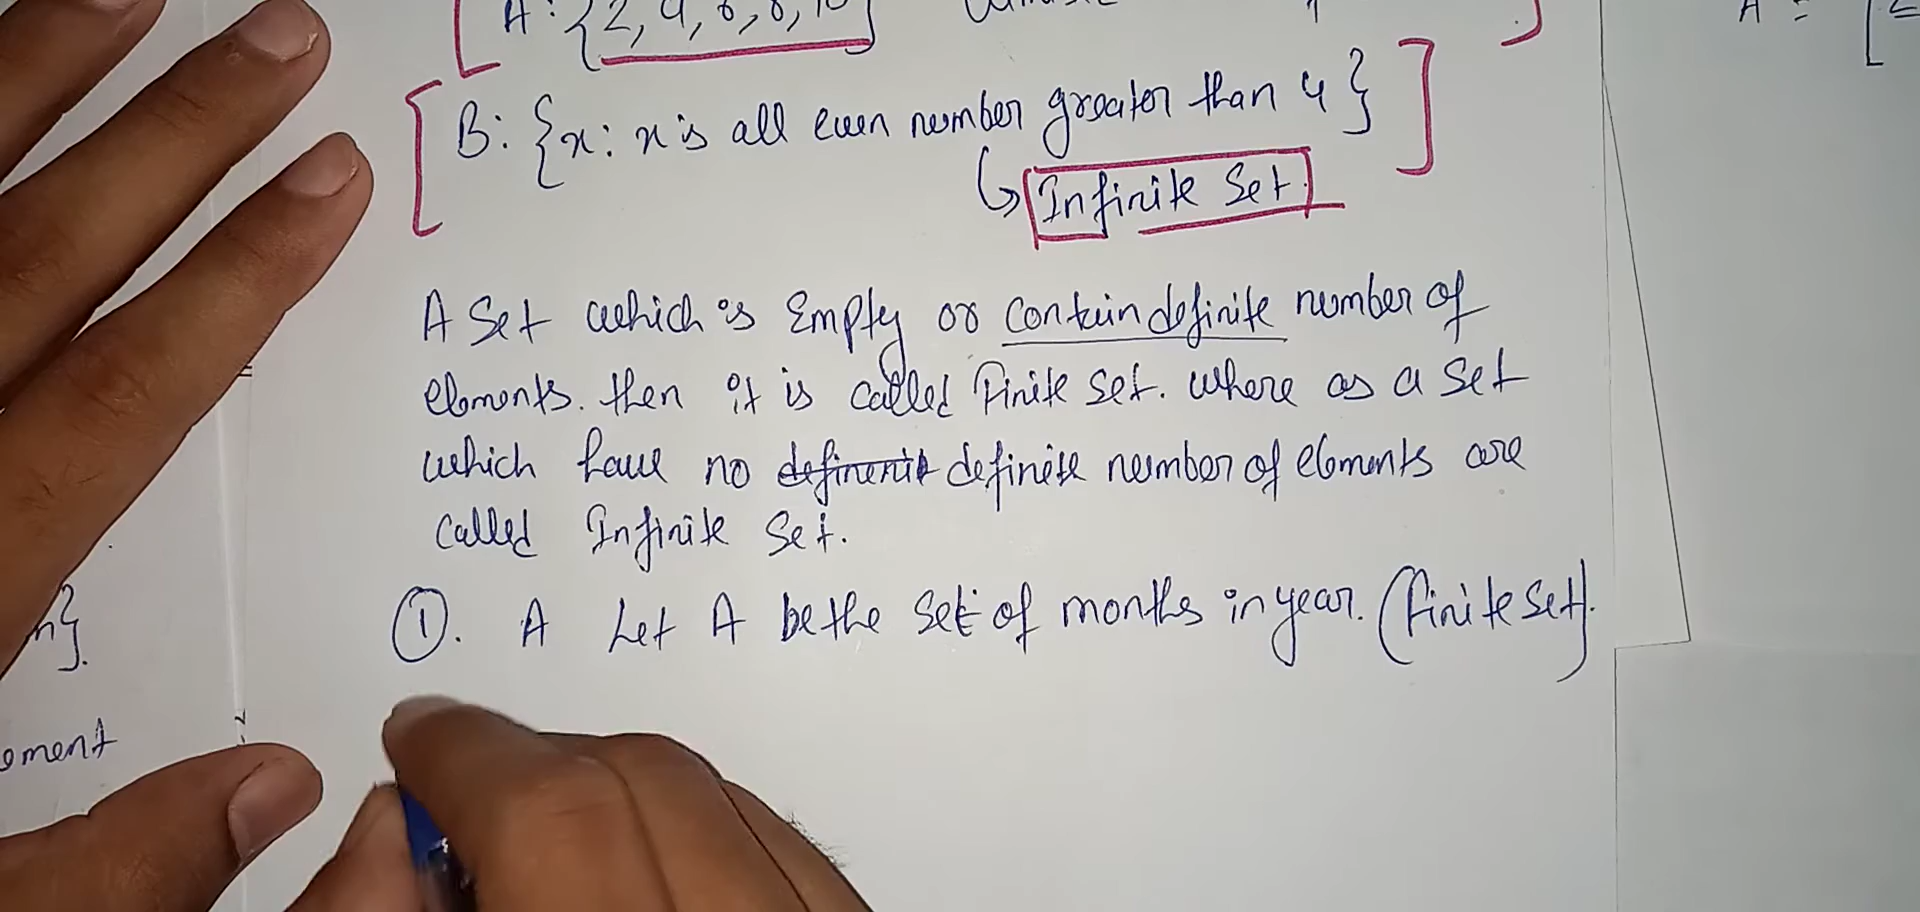 A: {2, 4, 6, 8, 10}
B: {x: x is all even number greater than 4}
Infinite Set.
A Set which is Empty or contain definite number of
elements. then it is called Finite Set. where as a Set
which have no definite number of elements are
called Infinite Set.
①. A Let A be the Set of months in year. (Finite Set).
ement
A =